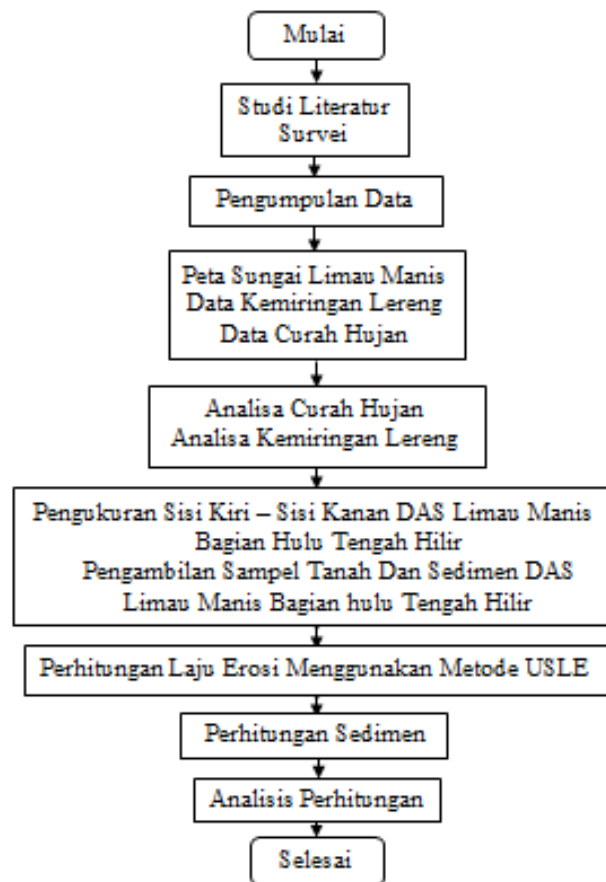 Mulai
Studi Literatur
Survei
Pengumpulan Data
Peta Sungai Limau Manis
Data Kemiringan Lereng
Data Curah Hujan
Analisa Curah Hujan
Analisa Kemiringan Lereng
Pengukuran Sisi Kiri – Sisi Kanan DAS Limau Manis
Bagian Hulu Tengah Hilir
Pengambilan Sampel Tanah Dan Sedimen DAS
Limau Manis Bagian hulu Tengah Hilir
Perhitungan Laju Erosi Menggunakan Metode USLE
Perhitungan Sedimen
Analisis Perhitungan
Selesai